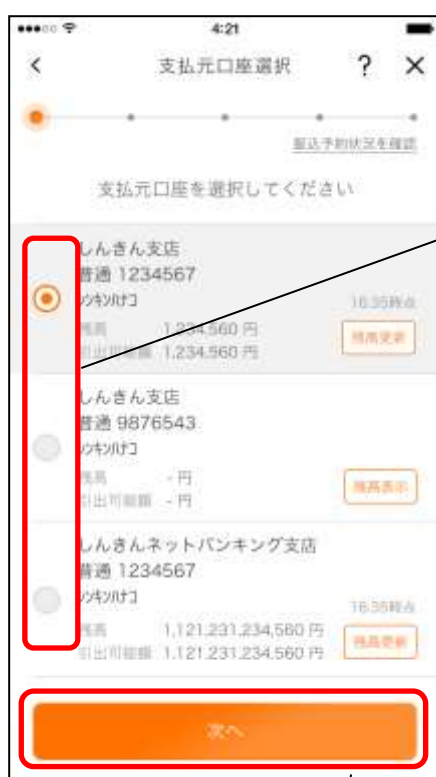 4:21
支払元口座選択 ? ×
振込予約状況を確認
支払元口座を選択してください
しんきん支店
普通 1234567
シンキンハナコ 16:35時点
残高 1,234,560 円 残高更新
引出可能額 1,234,560 円
しんきん支店
普通 9876543
シンキンハナコ
残高 - 円 残高表示
引出可能額 - 円
しんきんネットバンキング支店
普通 1234567
シンキンハナコ 16:35時点
残高 1,121,231,234,560 円 残高更新
引出可能額 1,121,231,234,560 円
次へ